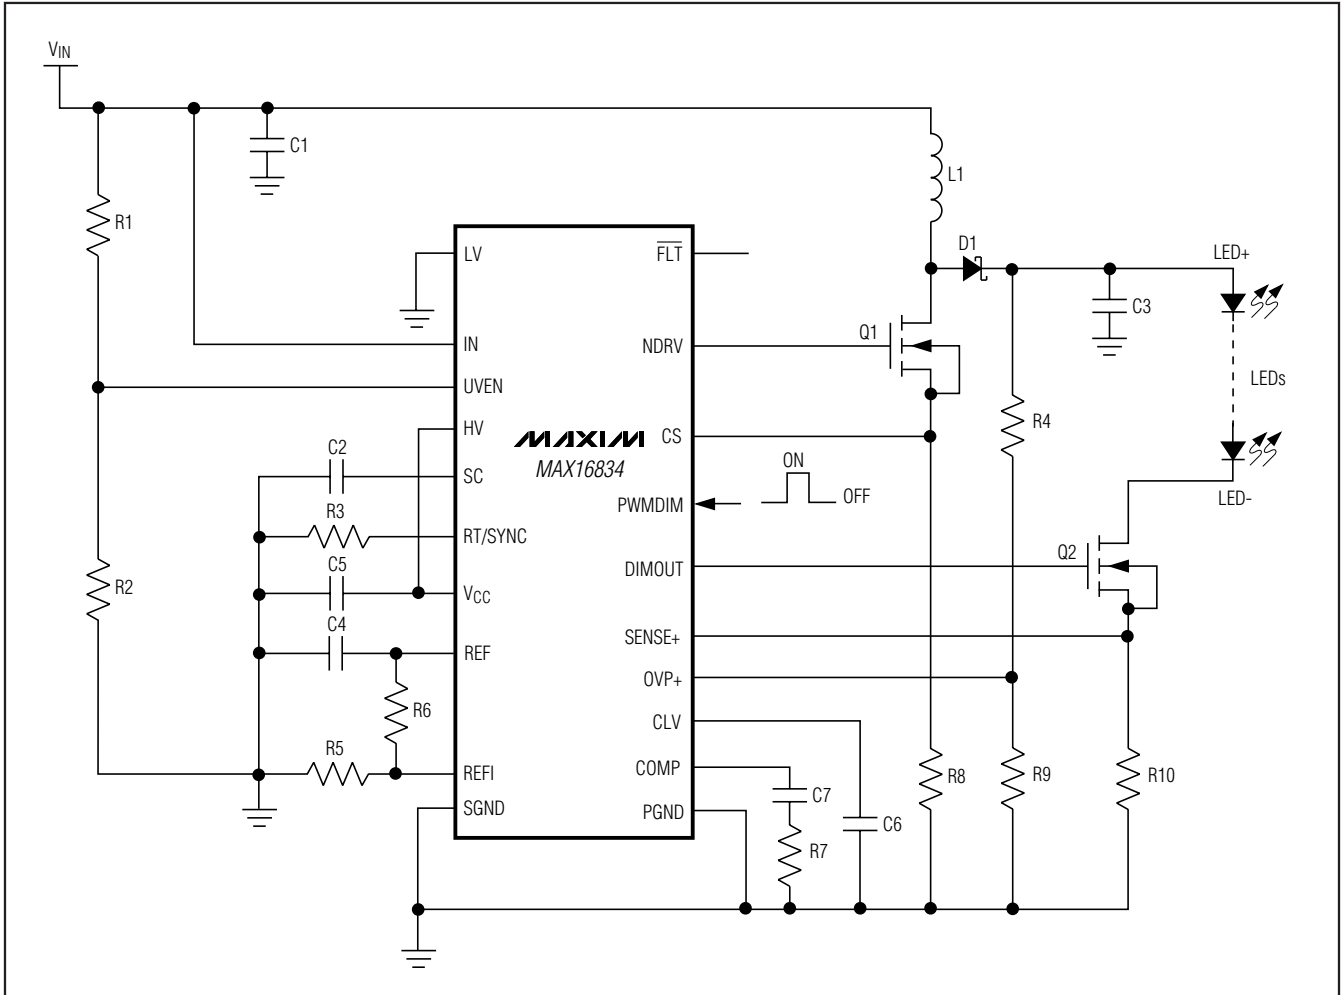 VIN
C1
L1
R1
D1
LED+
LV
FLT
C3
Q1
IN
NDRV
LEDs
UVEN
HV
MAXIM
CS
R4
C2
SC
MAX16834
ON
OFF
LED-
R3
PWMDIM
RT/SYNC
Q2
C5
DIMOUT
R2
VCC
C4
SENSE+
REF
OVP+
R6
CLV
R5
REFI
COMP
R8
R9
R10
SGND
PGND
C7
C6
R7